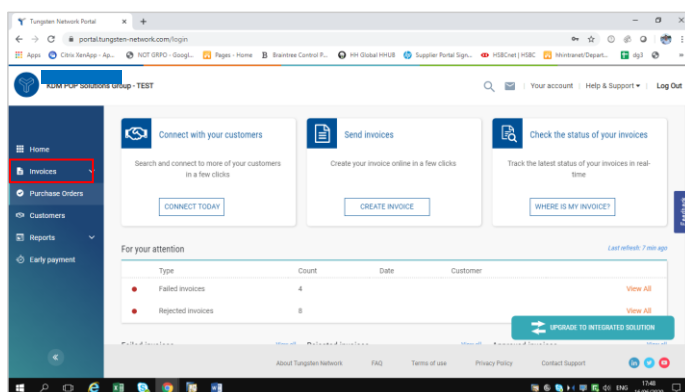 Tungsten Network Portal
portal.tungsten-network.com/login
Apps
Citrix XenApp - Ap...
NOT GRPO - Googl...
Pages - Home
Braintree Control P...
HH Global HHUB
Supplier Portal Sign...
HSBCnet | HSBC
hhintranet/Depart...
dg3
KDM POP Solutions Group - TEST
Your account
Help & Support
Log Out
Home
Invoices
Purchase Orders
Customers
Reports
Early payment
Connect with your customers
Search and connect to more of your customers
in a few clicks
CONNECT TODAY
Send invoices
Create your invoice online in a few clicks
CREATE INVOICE
Check the status of your invoices
Track the latest status of your invoices in real-
time
WHERE IS MY INVOICE?
Feedback
For your attention
Last refresh: 7 min ago
Type Count Date Customer
Failed invoices 4 View All
Rejected invoices 8 View All
UPGRADE TO INTEGRATED SOLUTION
About Tungsten Network
FAQ
Terms of use
Privacy Policy
Contact Support
ENG
17:48